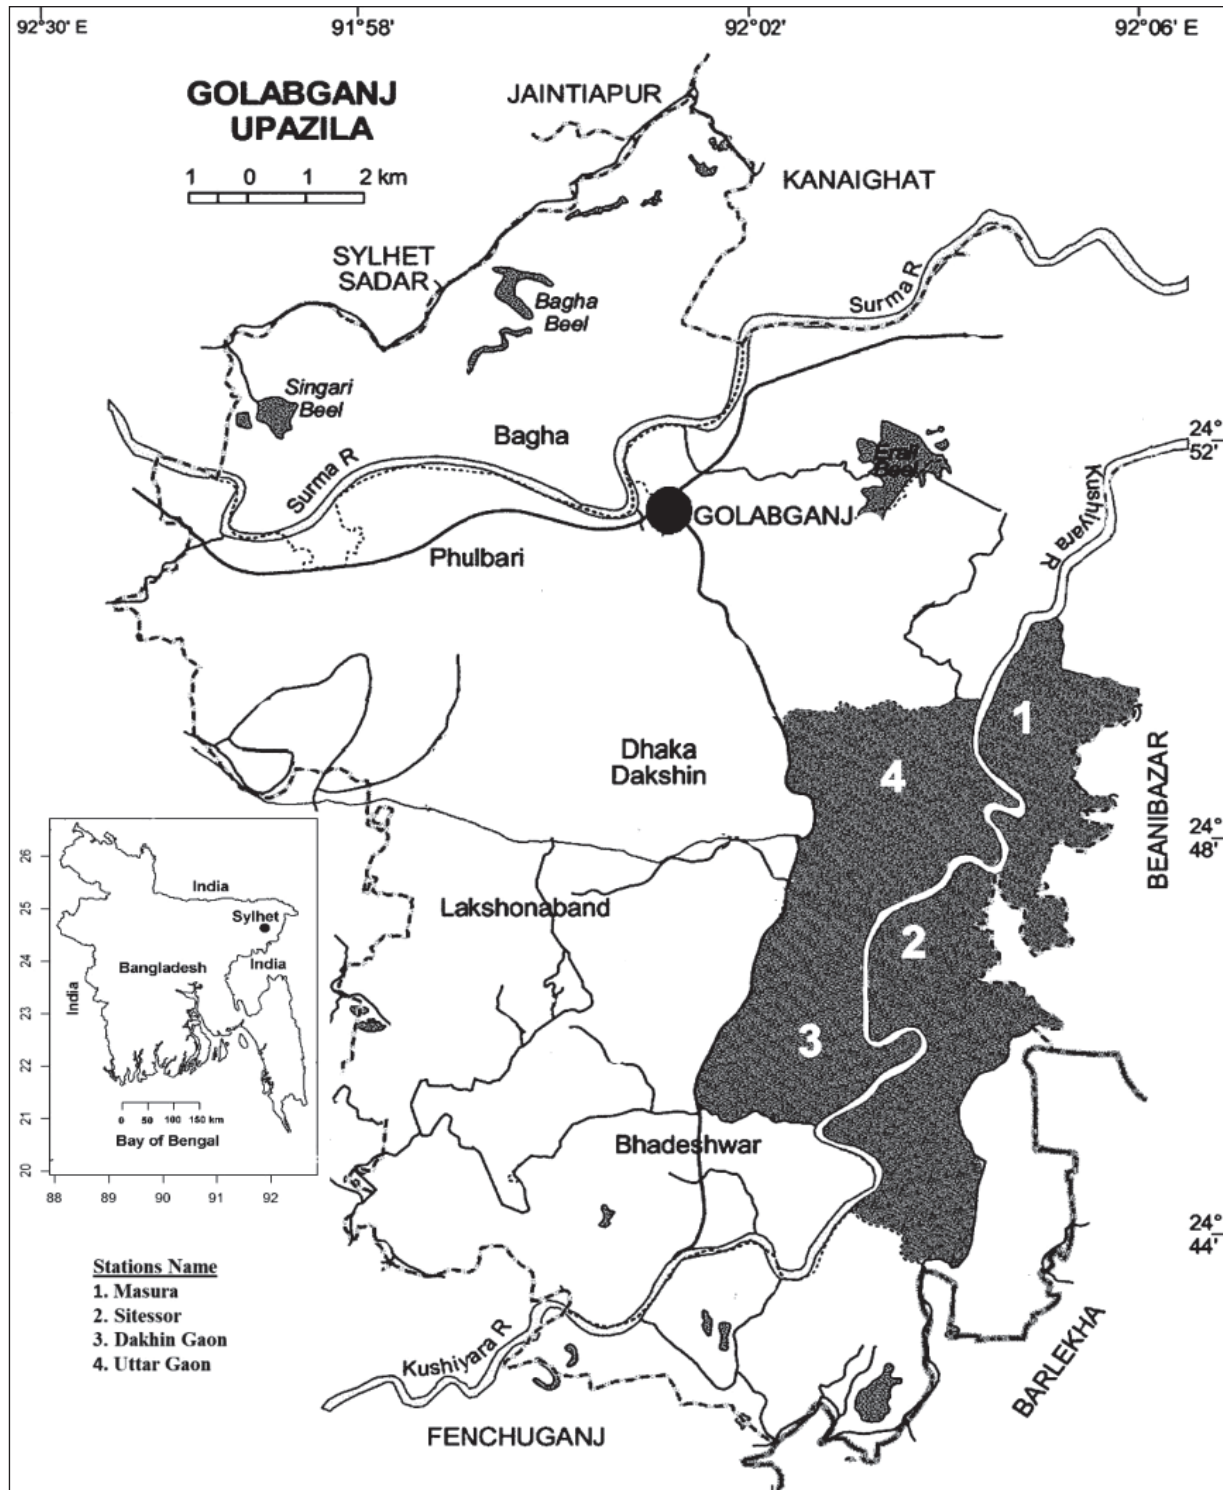 92°30' E
91°58'
92°02'
92°06' E
GOLABGANJ
UPAZILA
1 0 1 2 km
JAINTIAPUR
KANAIGHAT
SYLHET
SADAR
Surma R
Bagha
Beel
Singari
Beel
Bagha
24°
52'
Erali
Beel
Surma R
Kushiyara R
GOLABGANJ
Phulbari
1
4
Dhaka
Dakshin
BEANIBAZAR
24°
48'
Lakshonaband
2
3
Bhadeshwar
24°
44'
Kushiyara R
BARLEKHA
FENCHUGANJ
26
25
24
23
22
21
20
India
Sylhet
Bangladesh
India
India
0 50 100 150 km
Bay of Bengal
88 89 90 91 92
Stations Name
1. Masura
2. Sitessor
3. Dakhin Gaon
4. Uttar Gaon